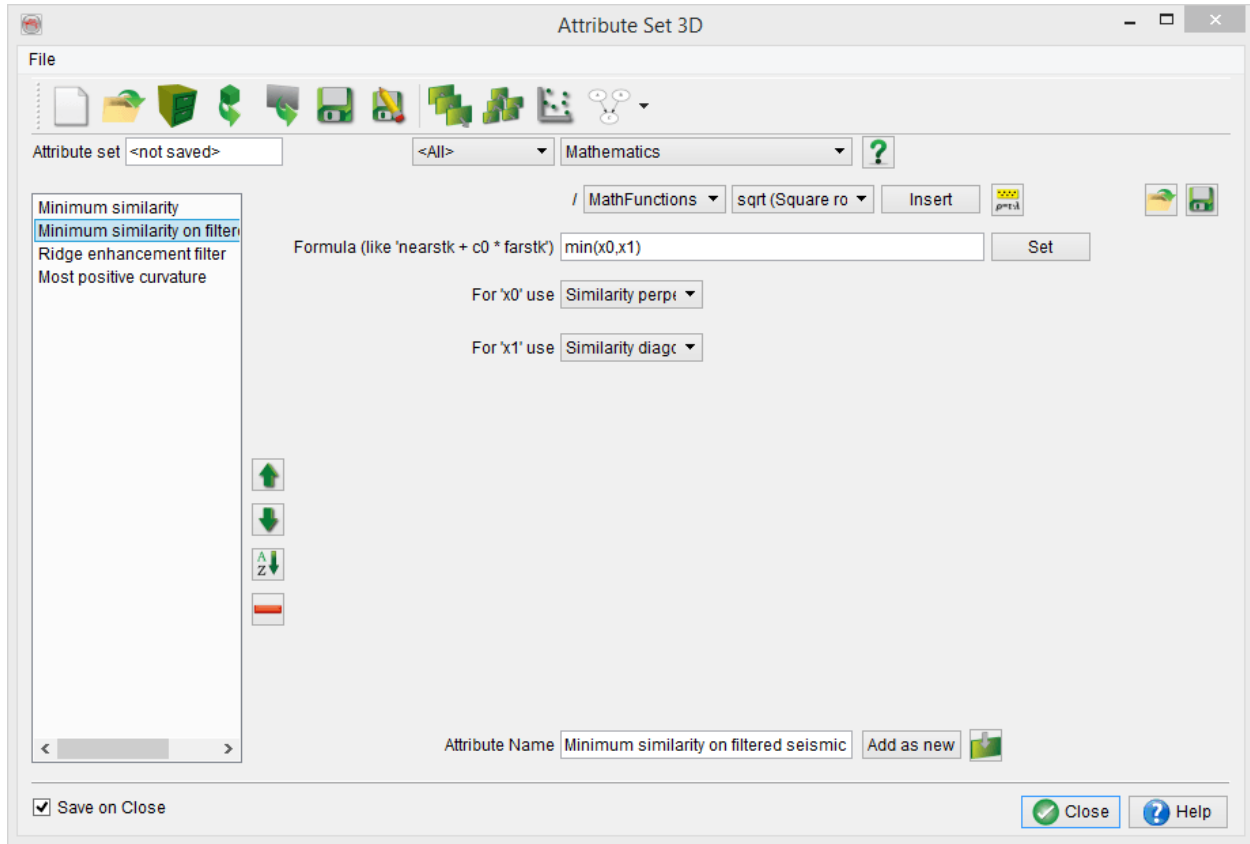 Attribute Set 3D
File
Attribute set <not saved> <All> Mathematics
/ MathFunctions sqrt (Square ro Insert
Formula (like 'nearstk + c0 * farstk') min(x0,x1) Set
For 'x0' use Similarity perpe
For 'x1' use Similarity diago
Minimum similarity
Minimum similarity on filter
Ridge enhancement filter
Most positive curvature
A
Z
Attribute Name Minimum similarity on filtered seismic Add as new
Save on Close Close Help